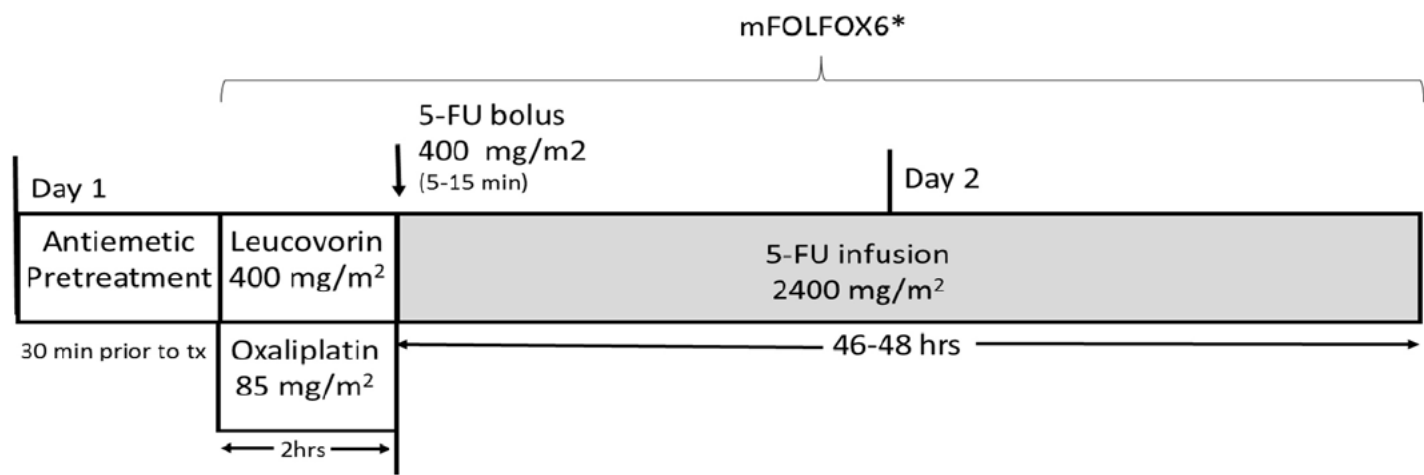 mFOLFOX6*
5-FU bolus
400 mg/m2
(5-15 min)
Day 1
Day 2
Antiemetic
Pretreatment
Leucovorin
400 mg/m²
5-FU infusion
2400 mg/m²
30 min prior to tx
Oxaliplatin
85 mg/m²
46-48 hrs
2hrs